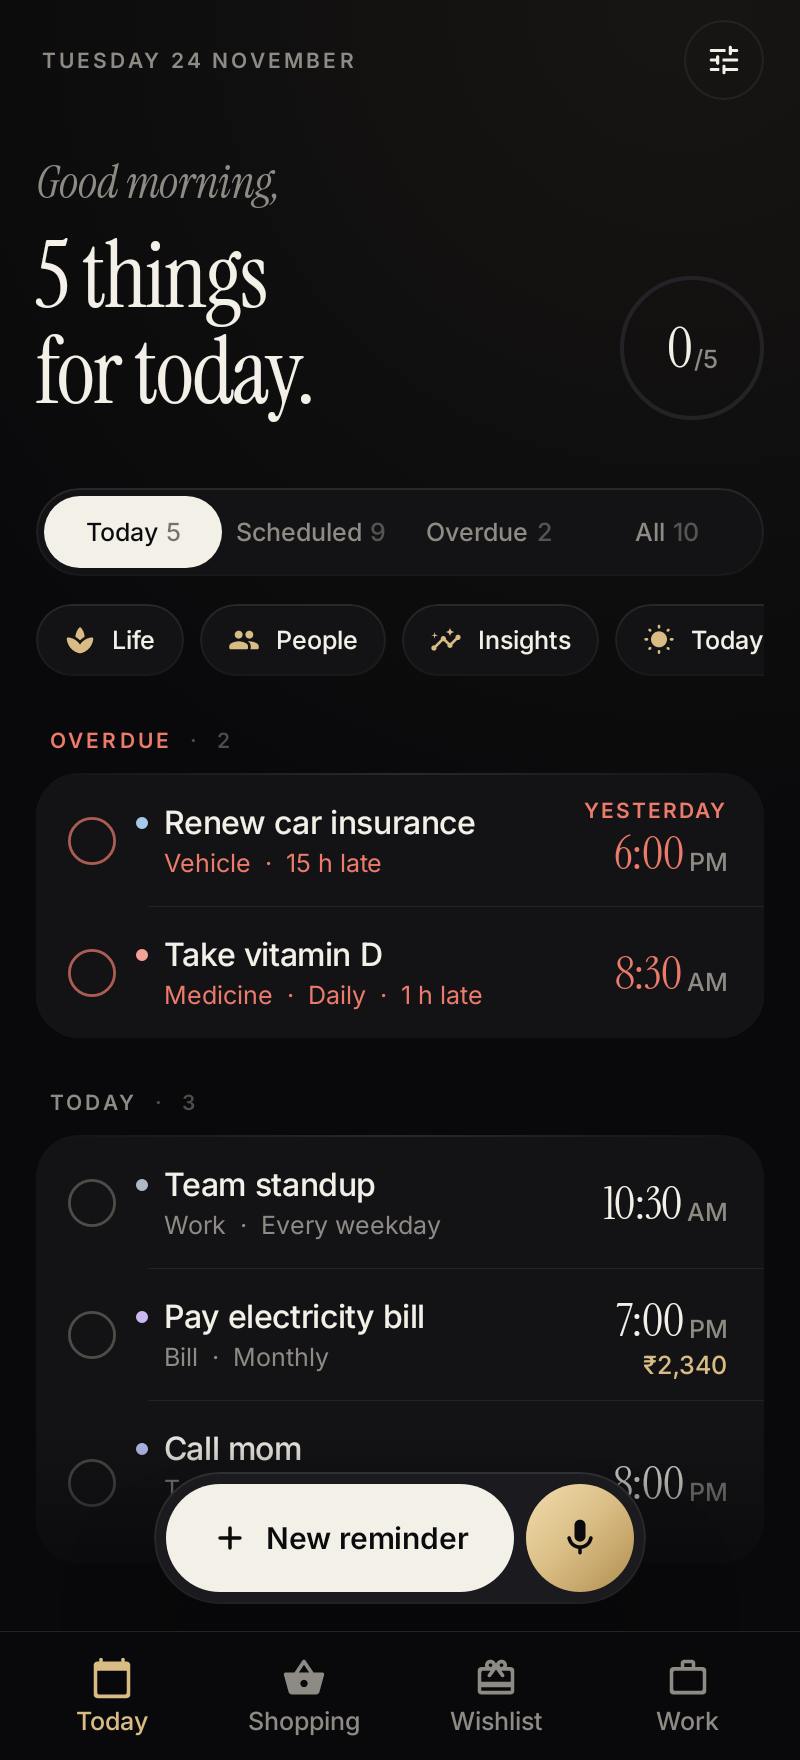 TUESDAY 24 NOVEMBER
Good morning,
5 things
for today.
0/5
Today 5 Scheduled 9 Overdue 2 All 10
Life People Insights Today
OVERDUE · 2
Renew car insurance
Vehicle · 15 h late
YESTERDAY
6:00 PM
Take vitamin D
Medicine · Daily · 1 h late
8:30 AM
TODAY · 3
Team standup
Work · Every weekday
10:30 AM
Pay electricity bill
Bill · Monthly
7:00 PM
₹2,340
Call mom
8:00 PM
+ New reminder
Today Shopping Wishlist Work